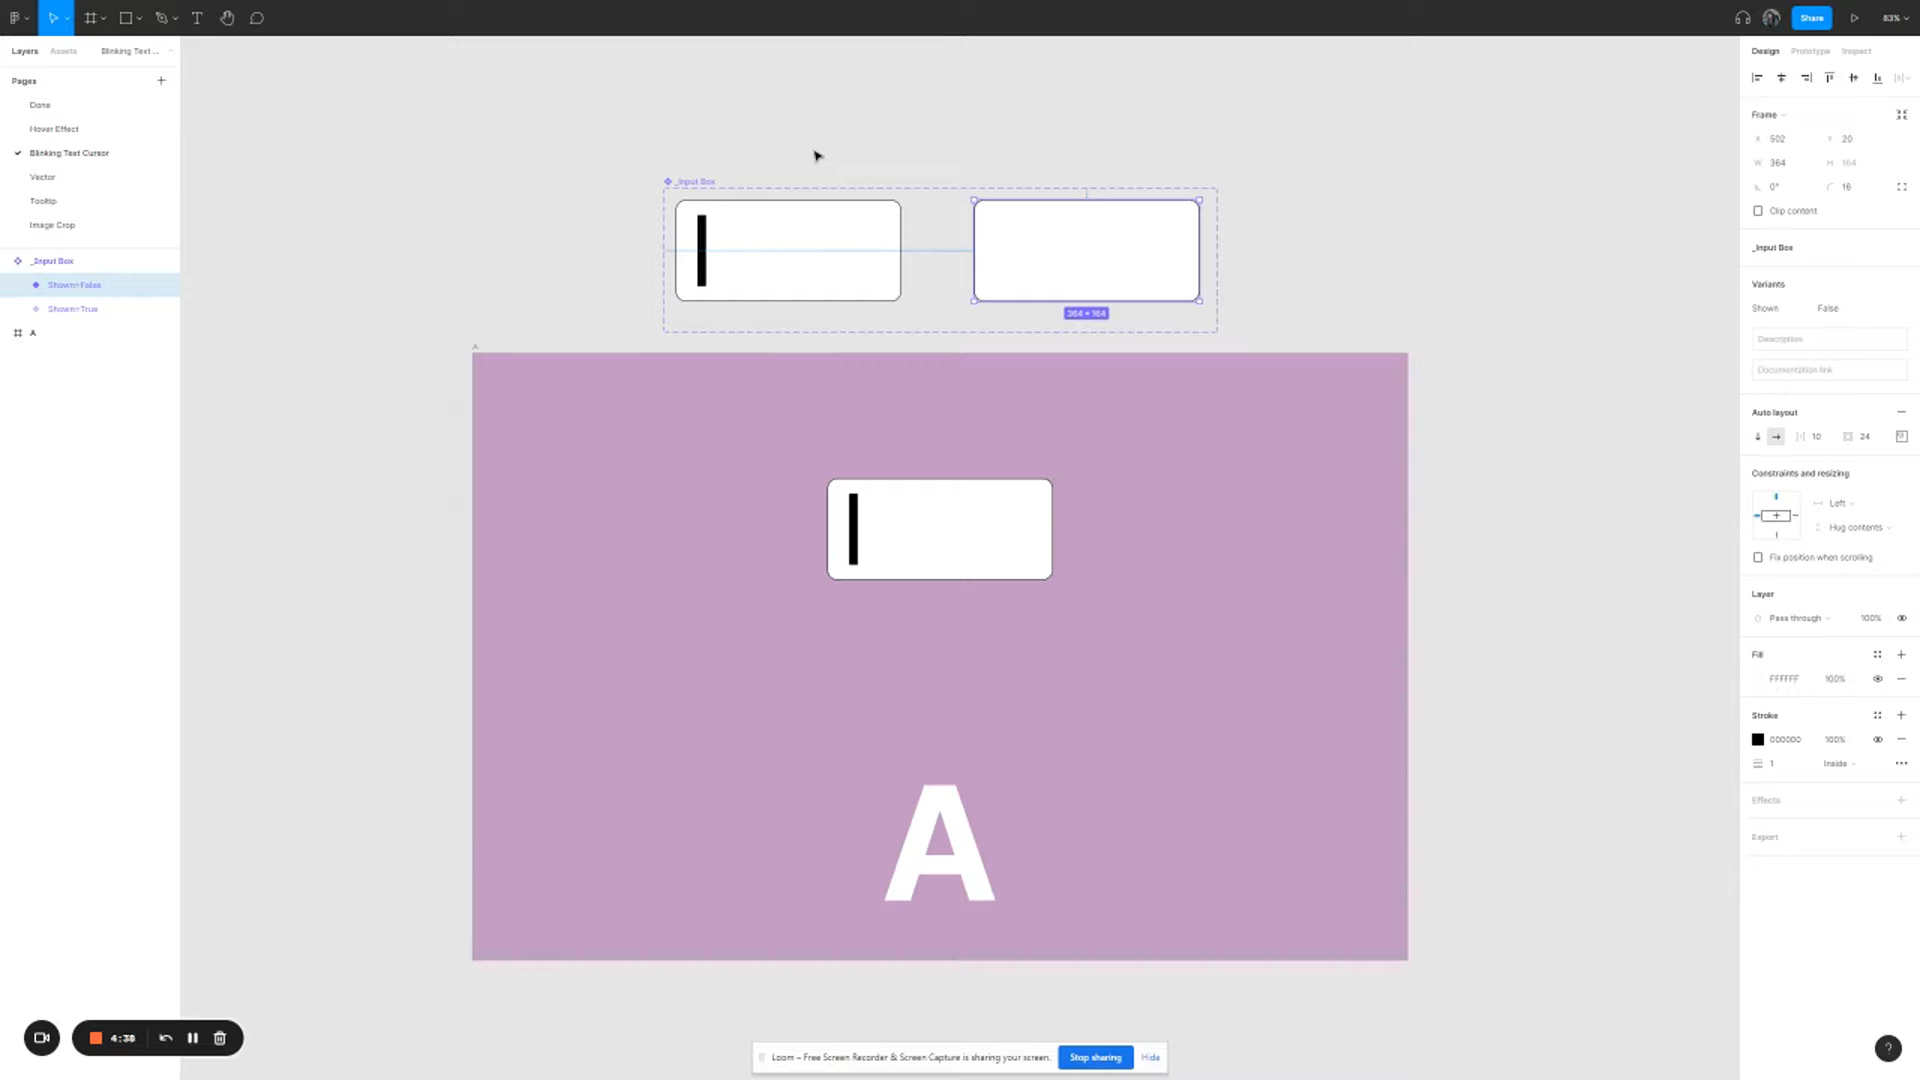 Share
83%
Layers
Assets
Blinking Text ...
Design
Prototype
Inspect
Pages
Done
Hover Effect
Blinking Text Cursor
Vector
Tooltip
Image Crop
_Input Box
Shown=False
Shown=True
A
_Input Box
364 × 164
A
A
Frame
X 502
Y 20
W 364
H 164
0°
16
Clip content
_Input Box
Variants
Shown
False
Description
Documentation link
Auto layout
10
24
Constraints and resizing
Left
Hug contents
Fix position when scrolling
Layer
Pass through
100%
Fill
FFFFFF
100%
Stroke
000000
100%
1
Inside
Effects
Export
4:38
Loom – Free Screen Recorder & Screen Capture is sharing your screen.
Stop sharing
Hide
?